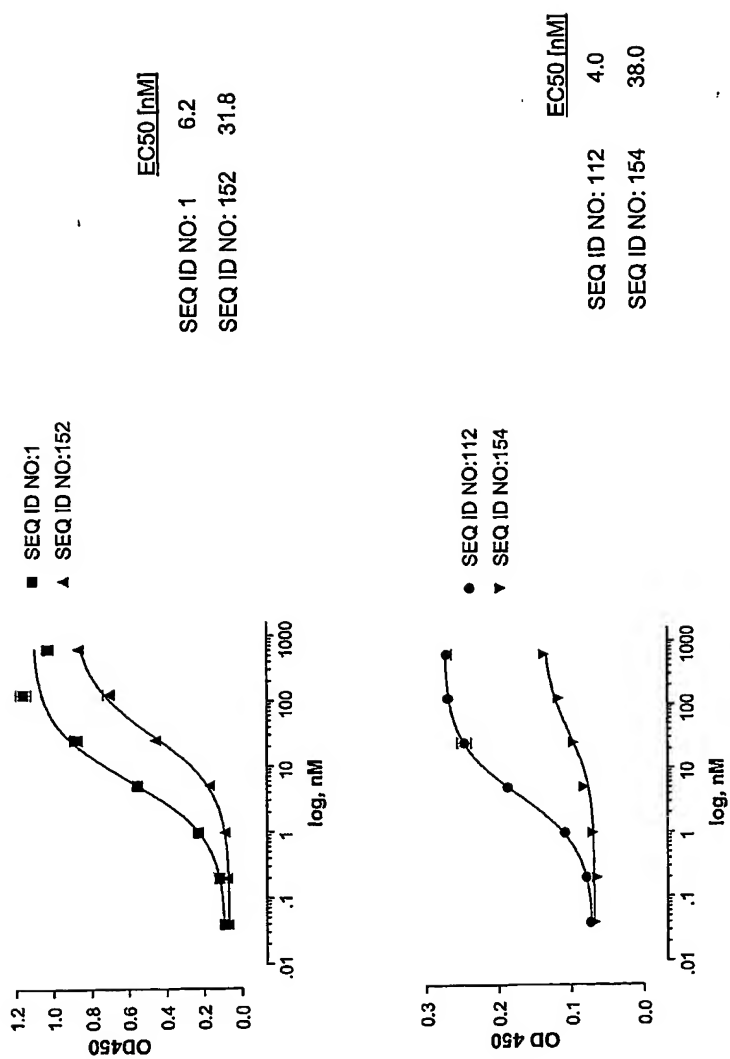 SEQ ID NO:1
SEQ ID NO:152
EC50 [nM]
SEQ ID NO: 1 6.2
SEQ ID NO: 152 31.8
OD450
1.2
1.0
0.8
0.6
0.4
0.2
0.0
.01 .1 1 10 100 1000
log, nM
SEQ ID NO:112
SEQ ID NO:154
EC50 [nM]
SEQ ID NO: 112 4.0
SEQ ID NO: 154 38.0
OD 450
0.3
0.2
0.1
0.0
.01 .1 1 10 100 1000
log, nM